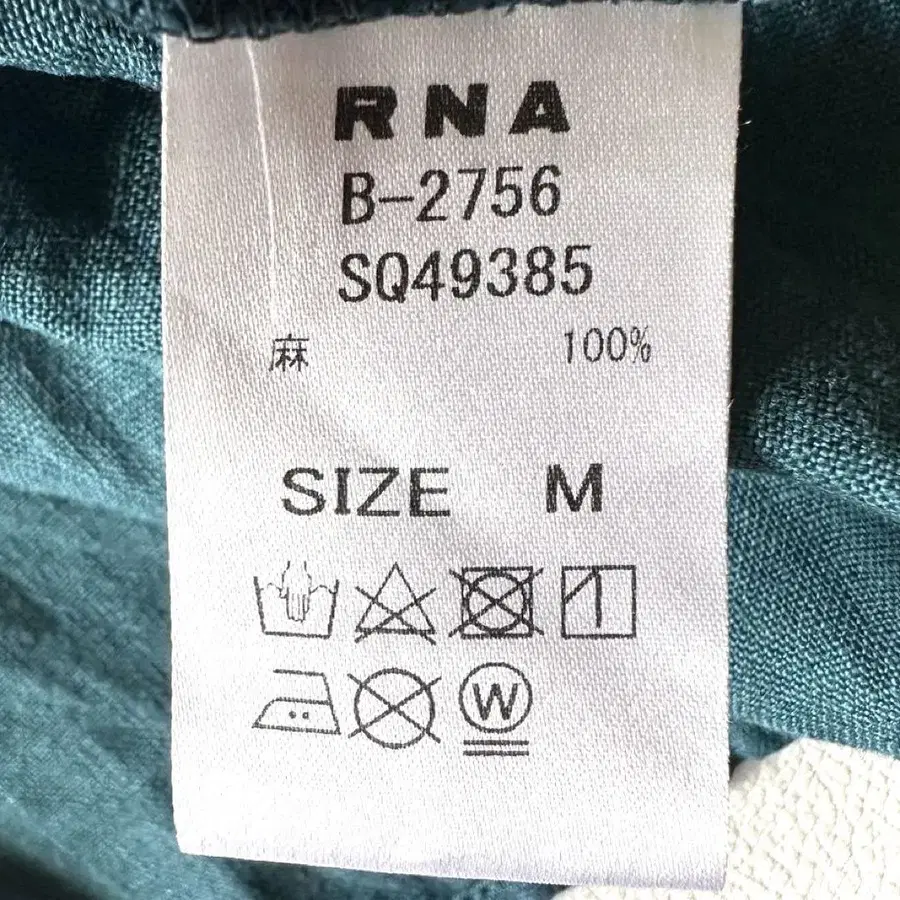 RNA
B-2756
SQ49385
麻 100%
SIZE M
W